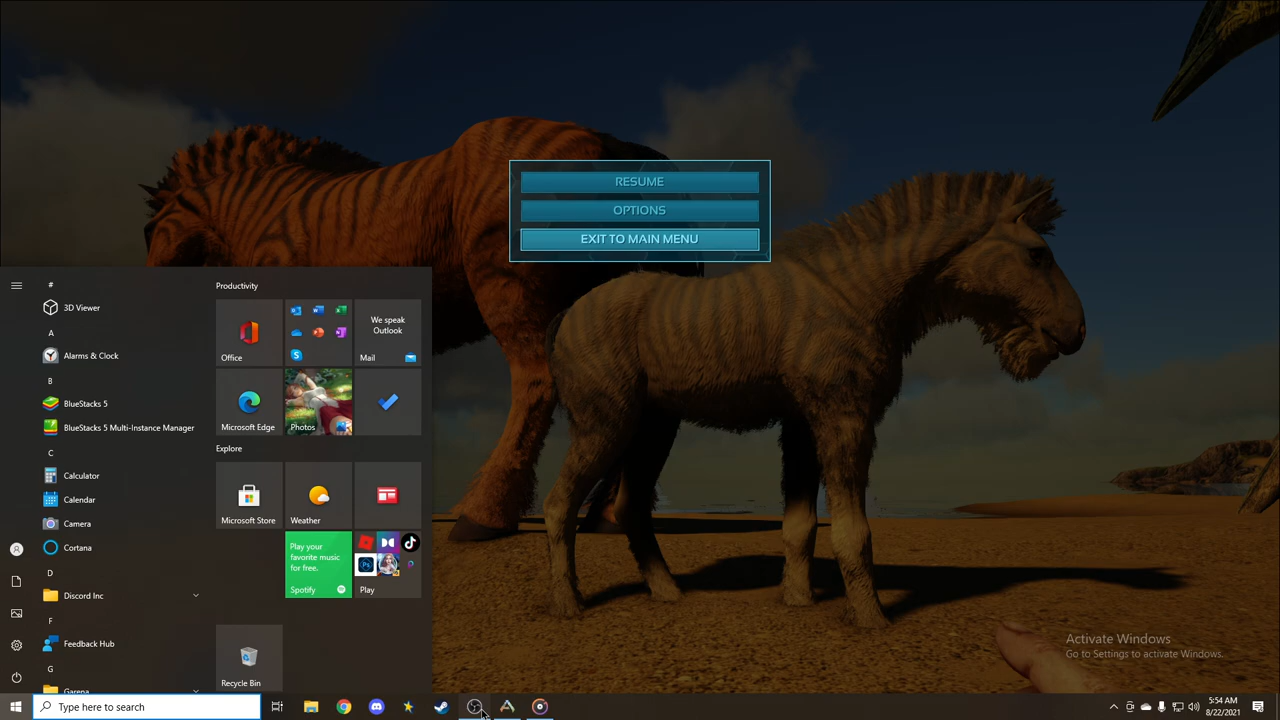 RESUME
OPTIONS
EXIT TO MAIN MENU
#
3D Viewer
A
Alarms & Clock
B
BlueStacks 5
BlueStacks 5 Multi-Instance Manager
C
Calculator
Calendar
Camera
Cortana
D
Discord Inc
F
Feedback Hub
G
Garena
Productivity
Office
We speak
Outlook
Mail
Microsoft Edge
Photos
Explore
Microsoft Store
Weather
Play your
favorite music
for free.
Spotify
Ps
Play
Recycle Bin
Activate Windows
Go to Settings to activate Windows.
Type here to search
5:54 AM
8/22/2021